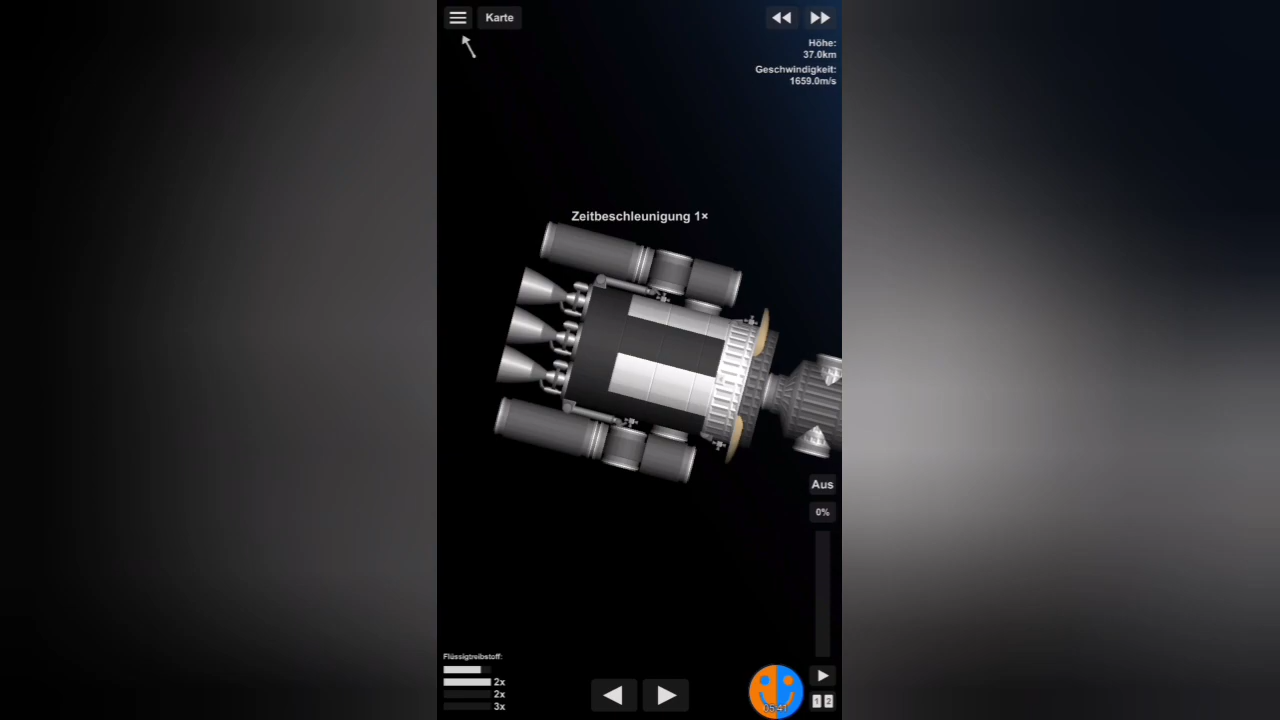 Karte
Höhe:
37.0km
Geschwindigkeit:
1659.0m/s
Zeitbeschleunigung 1×
Aus
0%
Flüssigtreibstoff:
2x
2x
3x
05:41
1 2